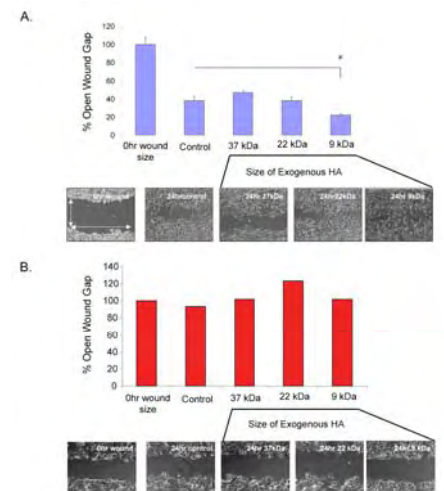 A.
% Open Wound Gap
120
100
80
60
40
20
0
*
0hr wound size
Control
37 kDa
22 kDa
9 kDa
Size of Exogenous HA
0hr wound
24hr control
24hr 37kDa
24hr 22kDa
24hr 9kDa
B.
% Open Wound Gap
140
120
100
80
60
40
20
0
0hr wound size
Control
37 kDa
22 kDa
9 kDa
Size of Exogenous HA
0hr wound
24hr control
24hr 37kDa
24hr 22 kDa
24hr 9 kDa